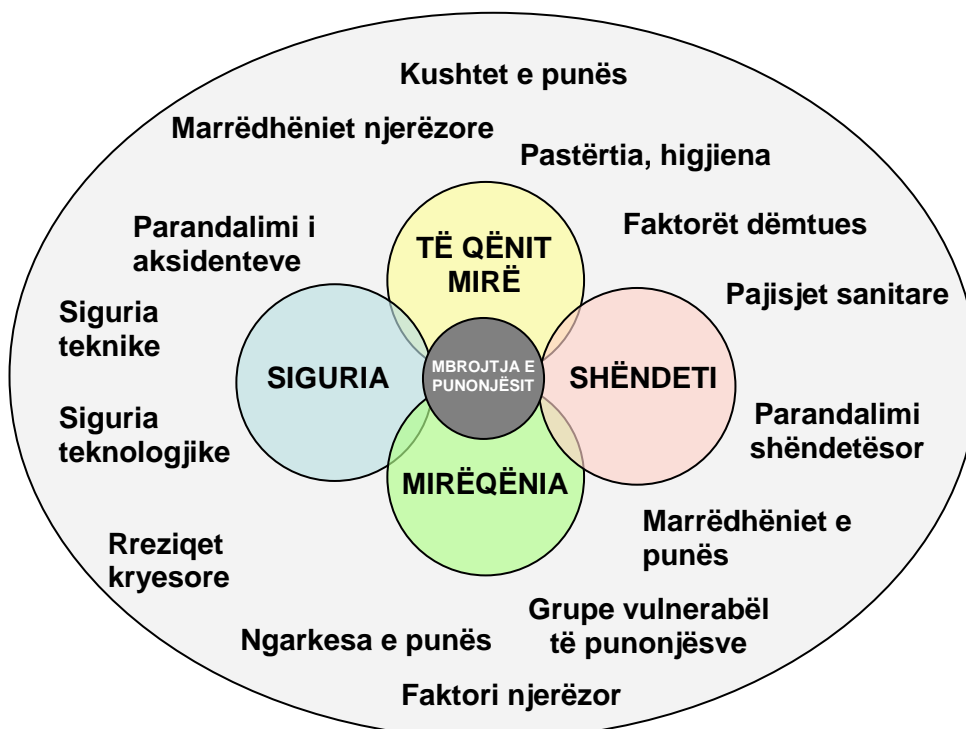 Kushtet e punës
Marrëdhëniet njerëzore
Pastërtia, higjiena
Parandalimi i
aksidenteve
TË QËNIT
MIRË
Faktorët dëmtues
Pajisjet sanitare
Siguria
teknike
SIGURIA
MBROJTJA E
PUNONJËSIT
SHËNDETI
Siguria
teknologjike
Parandalimi
shëndetësor
MIRËQËNIA
Marrëdhëniet e
punës
Rreziqet
kryesore
Grupe vulnerabël
të punonjësve
Ngarkesa e punës
Faktori njerëzor